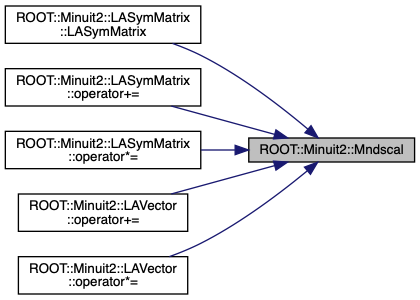 ROOT::Minuit2::LASymMatrix
::LASymMatrix
ROOT::Minuit2::LASymMatrix
::operator+=
ROOT::Minuit2::LASymMatrix
::operator*=
ROOT::Minuit2::Mndscal
ROOT::Minuit2::LAVector
::operator+=
ROOT::Minuit2::LAVector
::operator*=